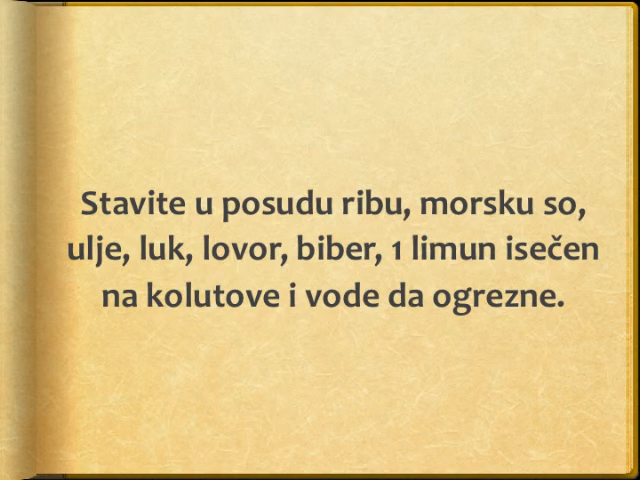 Stavite u posudu ribu, morsku so,
ulje, luk, lovor, biber, 1 limun isečen
na kolutove i vode da ogrezne.